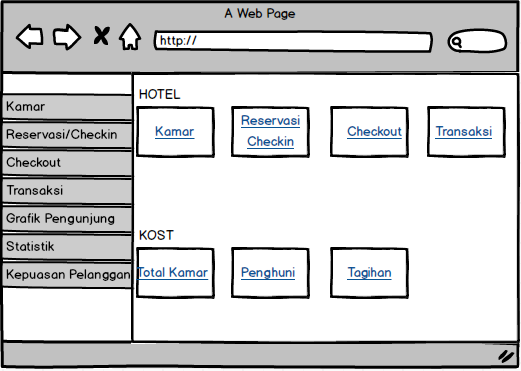 A Web Page
http://
Kamar
Reservasi/Checkin
Checkout
Transaksi
Grafik Pengunjung
Statistik
Kepuasan Pelanggan
HOTEL
Kamar
Reservasi
Checkin
Checkout
Transaksi
KOST
Total Kamar
Penghuni
Tagihan